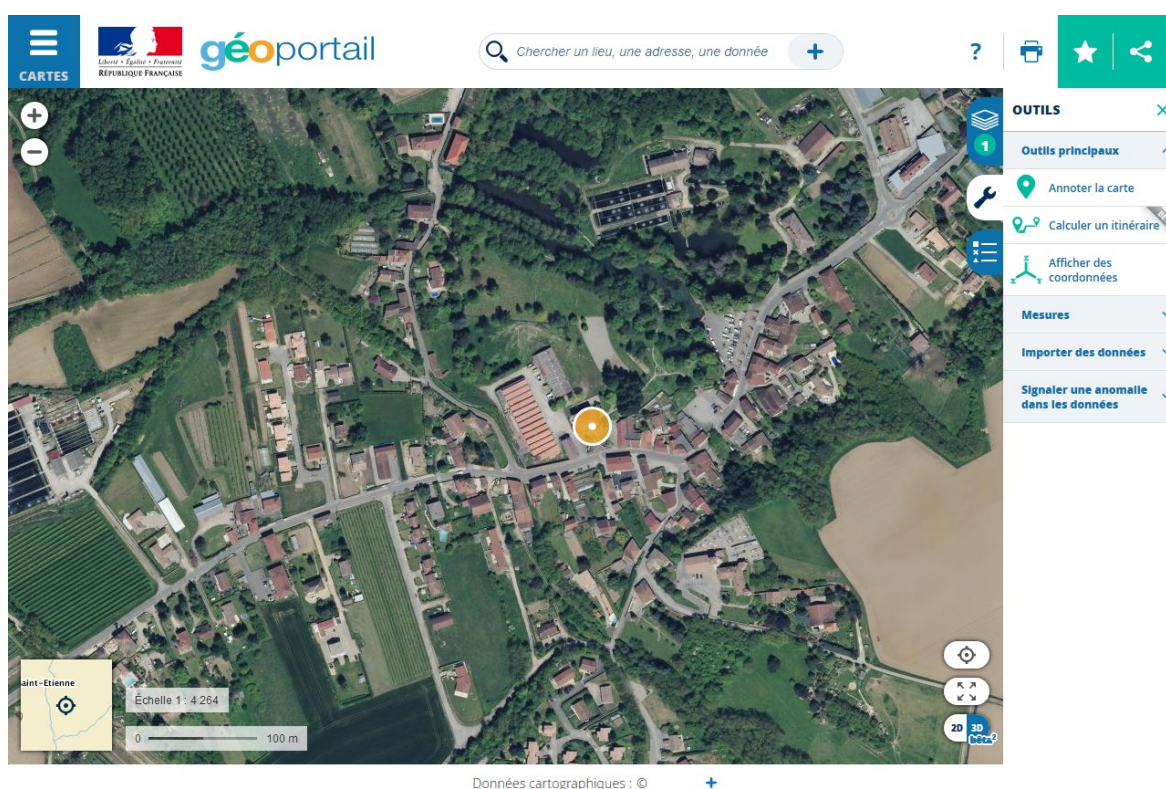 CARTES
Liberté • Égalité • Fraternité
RÉPUBLIQUE FRANÇAISE
géoportail
Chercher un lieu, une adresse, une donnée
+
?
+
−
1
OUTILS
Outils principaux
Annoter la carte
Calculer un itinéraire
Z
X Y
Afficher des
coordonnées
Mesures
Importer des données
Signaler une anomalie
dans les données
aint-Etienne
Échelle 1 : 4 264
0 100 m
2D 3D
bêta2
Données cartographiques : © +